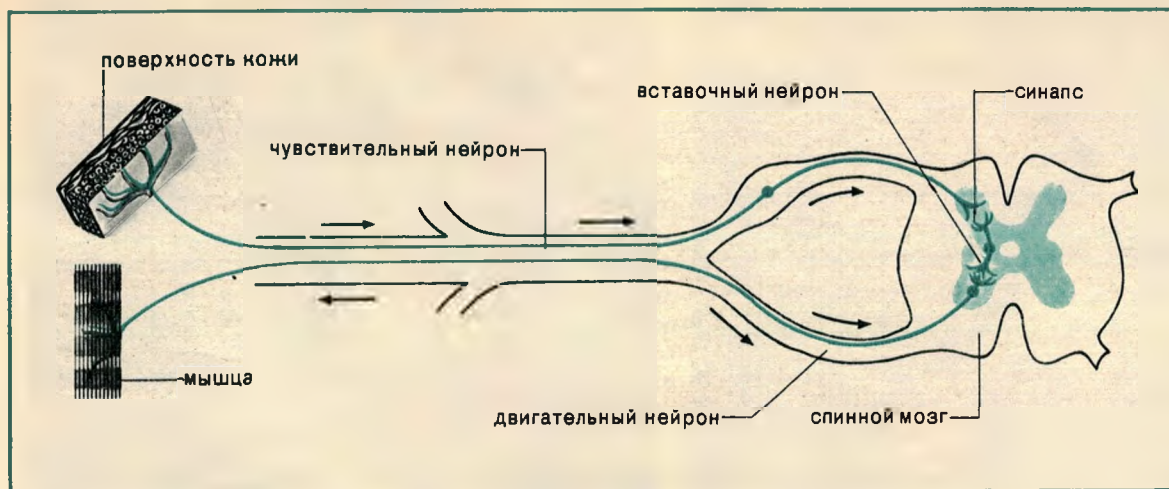 поверхность кожи
вставочный нейрон
синапс
чувствительный нейрон
мышца
двигательный нейрон
спинной мозг